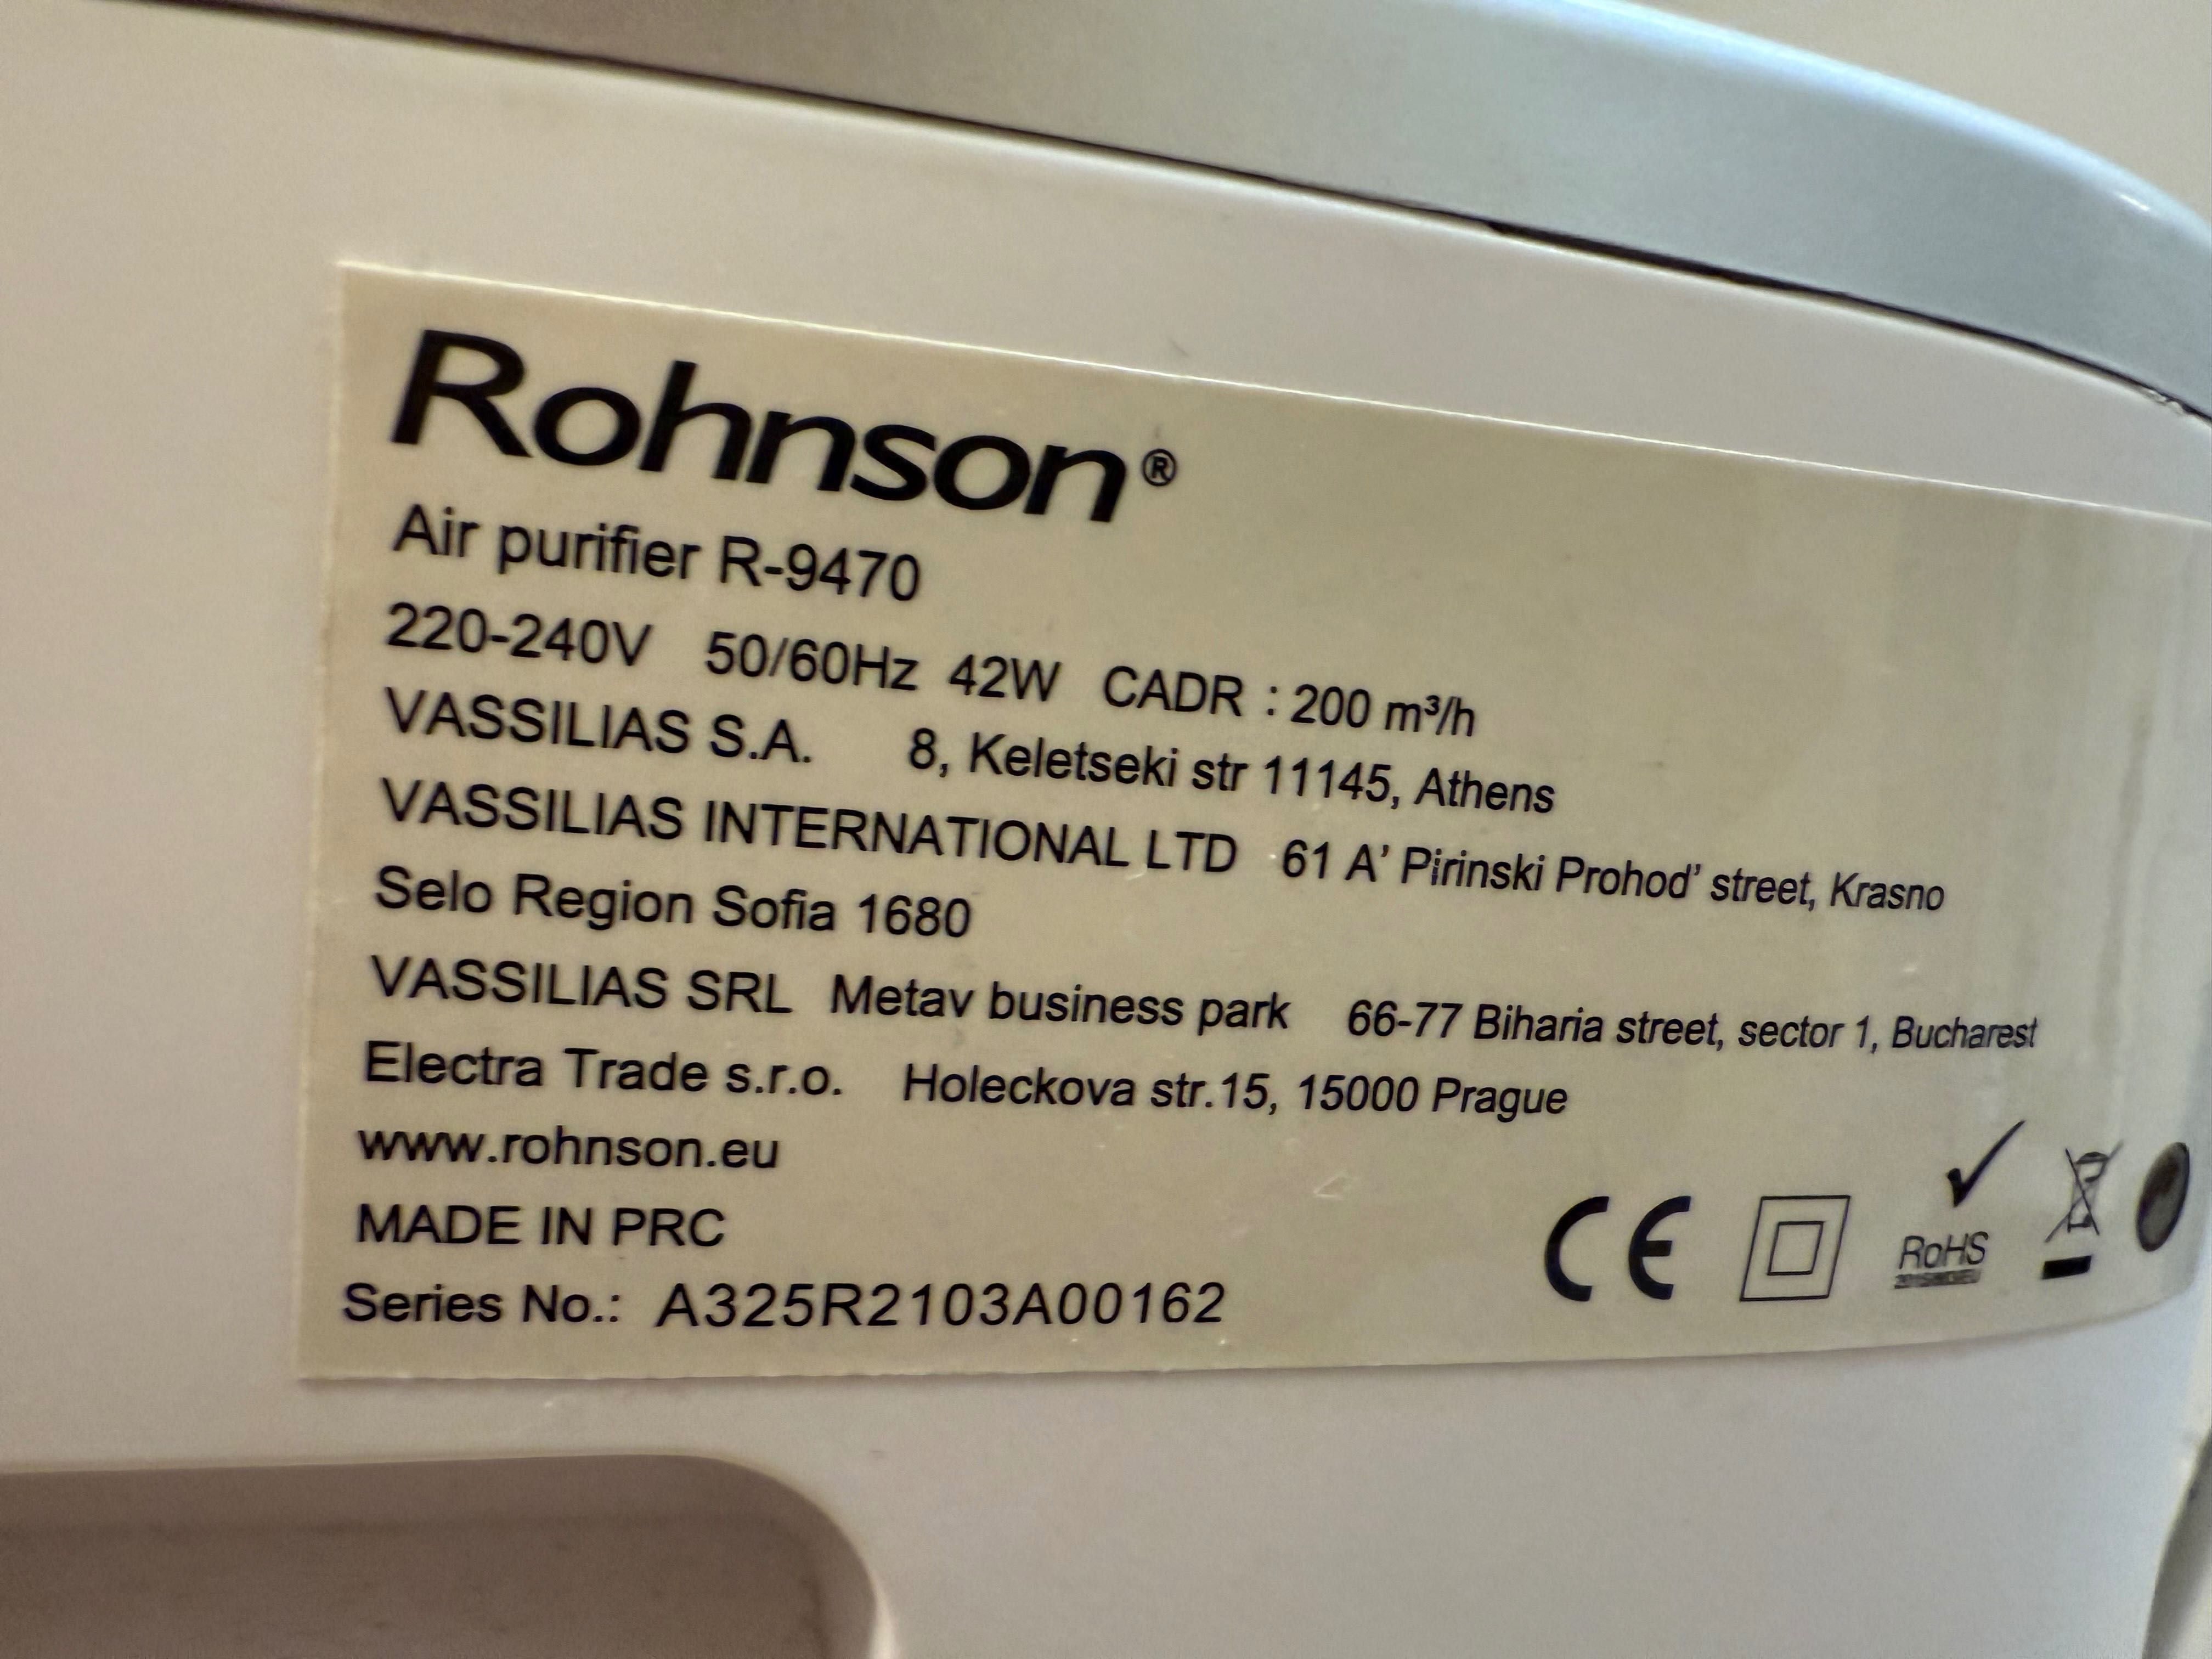 Rohnson®
Air purifier R-9470
220-240V 50/60Hz 42W CADR : 200 m³/h
VASSILIAS S.A. 8, Keletseki str 11145, Athens
VASSILIAS INTERNATIONAL LTD 61 A’ Pirinski Prohod’ street, Krasno
Selo Region Sofia 1680
VASSILIAS SRL Metav business park 66-77 Biharia street, sector 1, Bucharest
Electra Trade s.r.o. Holeckova str.15, 15000 Prague
www.rohnson.eu
MADE IN PRC
Series No.: A325R2103A00162
CE
RoHS